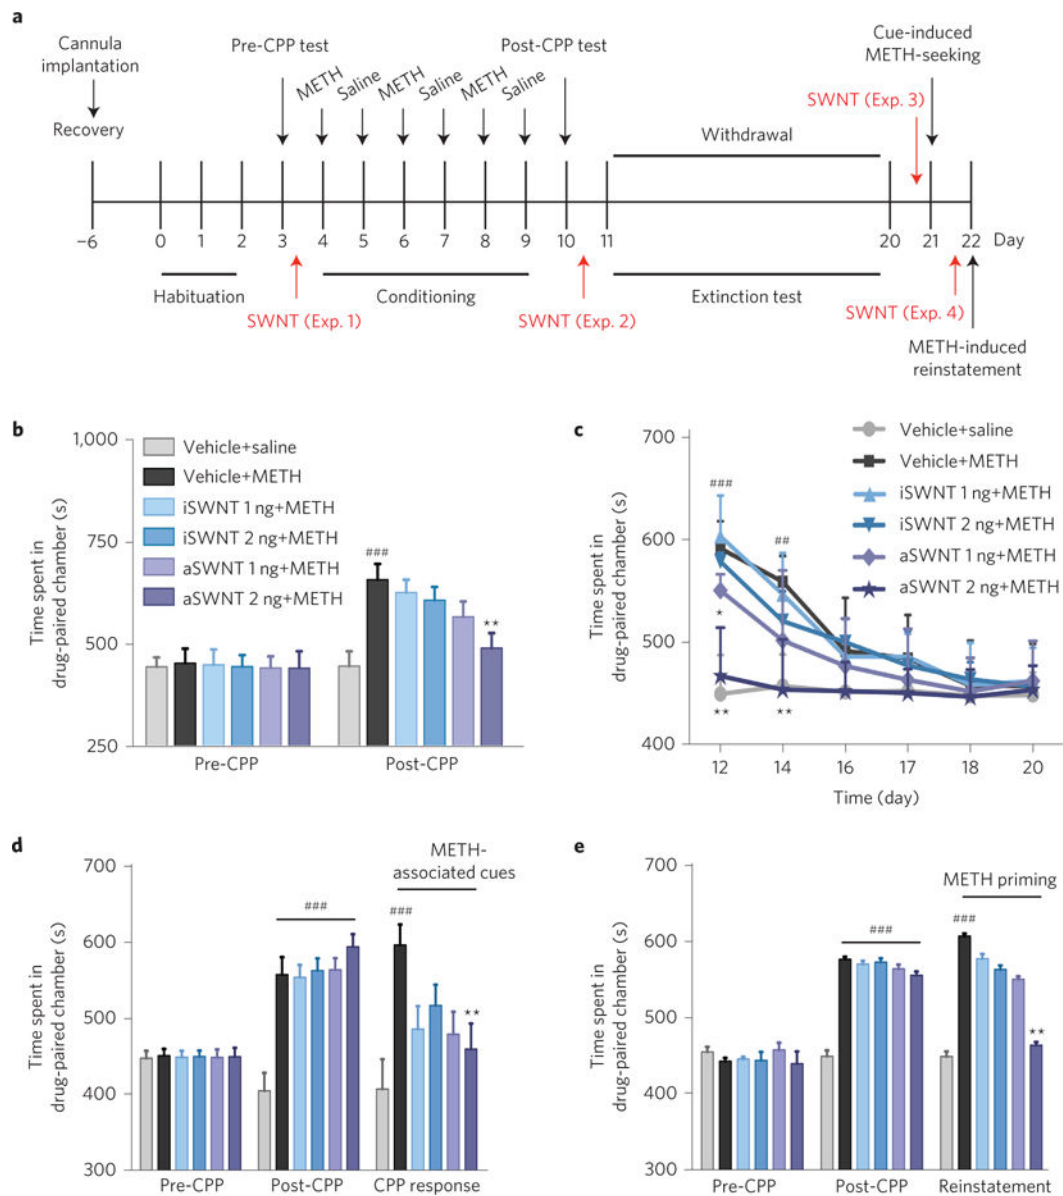 a
Cannula
implantation
Recovery
Pre-CPP test
METH
Saline
METH
Saline
METH
Saline
Post-CPP test
Cue-induced
METH-seeking
SWNT (Exp. 3)
Withdrawal
−6 0 1 2 3 4 5 6 7 8 9 10 11 20 21 22 Day
Habituation
SWNT (Exp. 1)
Conditioning
SWNT (Exp. 2)
Extinction test
SWNT (Exp. 4)
METH-induced
reinstatement
b
Time spent in
drug-paired chamber (s)
1,000
750
500
250
Vehicle+saline
Vehicle+METH
iSWNT 1 ng+METH
iSWNT 2 ng+METH
aSWNT 1 ng+METH
aSWNT 2 ng+METH
###
**
Pre-CPP Post-CPP
c
Time spent in
drug-paired chamber (s)
700
600
500
400
Vehicle+saline
Vehicle+METH
iSWNT 1 ng+METH
iSWNT 2 ng+METH
aSWNT 1 ng+METH
aSWNT 2 ng+METH
###
##
*
**
**
12 14 16 17 18 20
Time (day)
d
Time spent in
drug-paired chamber (s)
700
600
500
400
300
METH-
associated cues
###
###
**
Pre-CPP Post-CPP CPP response
e
Time spent in
drug-paired chamber (s)
700
600
500
400
300
METH priming
###
###
**
Pre-CPP Post-CPP Reinstatement